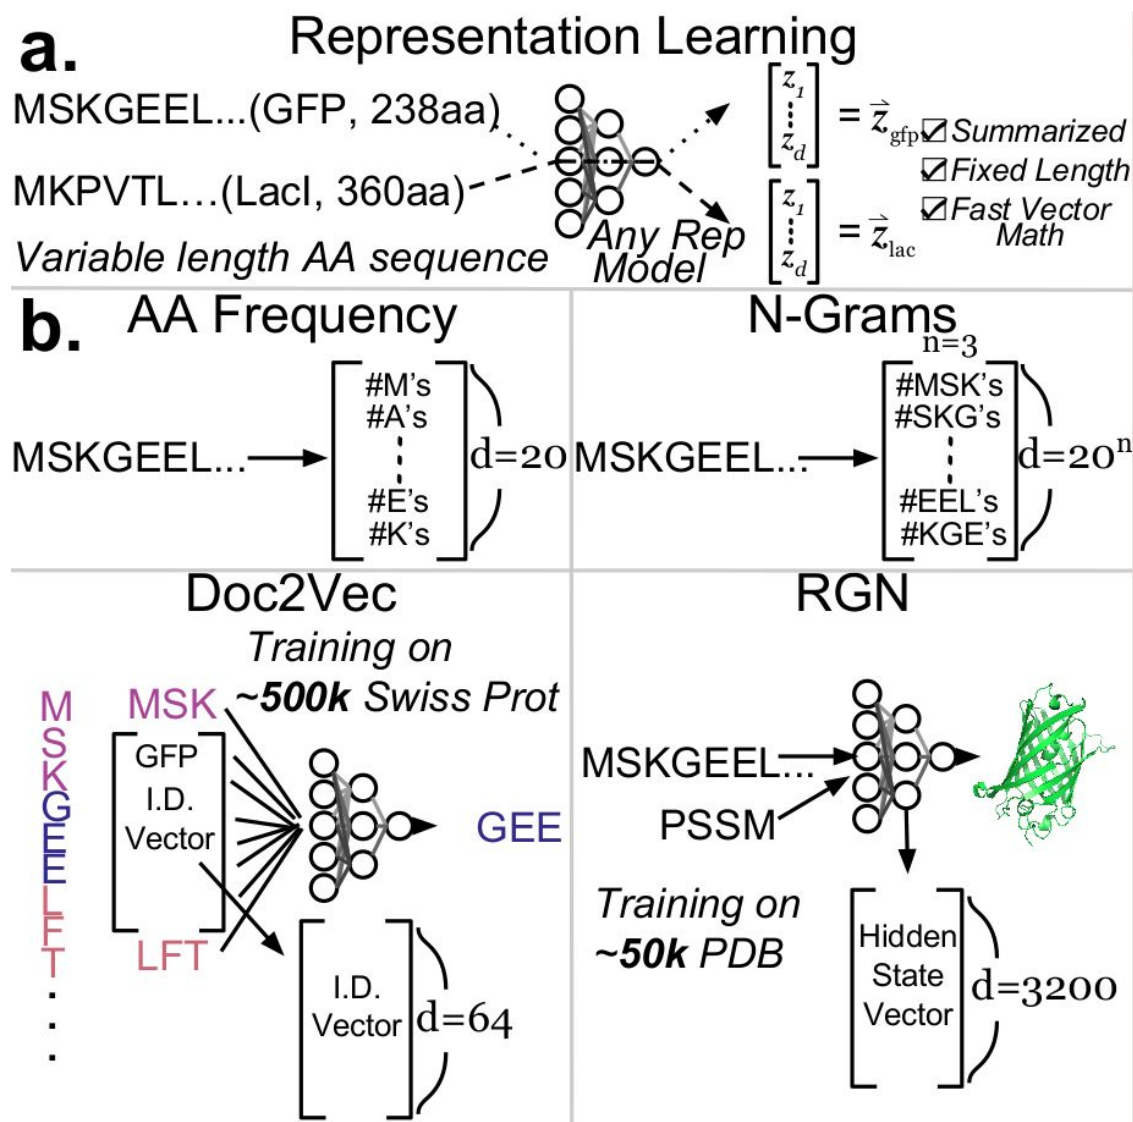 a.
Representation Learning
MSKGEEL...(GFP, 238aa)
MKPVTL...(LacI, 360aa)
Variable length AA sequence
Any Rep
Model
z1
zd
= z⃗gfp
z1
zd
= z⃗lac
☑ Summarized
☑ Fixed Length
☑ Fast Vector
Math
b.
AA Frequency
MSKGEEL...
#M's
#A's
#E's
#K's
d=20
N-Grams
n=3
MSKGEEL...
#MSK's
#SKG's
#EEL's
#KGE's
d=20ⁿ
Doc2Vec
Training on
~500k Swiss Prot
M
S
K
G
E
E
L
F
T
.
.
.
MSK
GFP
I.D.
Vector
LFT
GEE
I.D.
Vector
d=64
RGN
MSKGEEL...
PSSM
Training on
~50k PDB
Hidden
State
Vector
d=3200